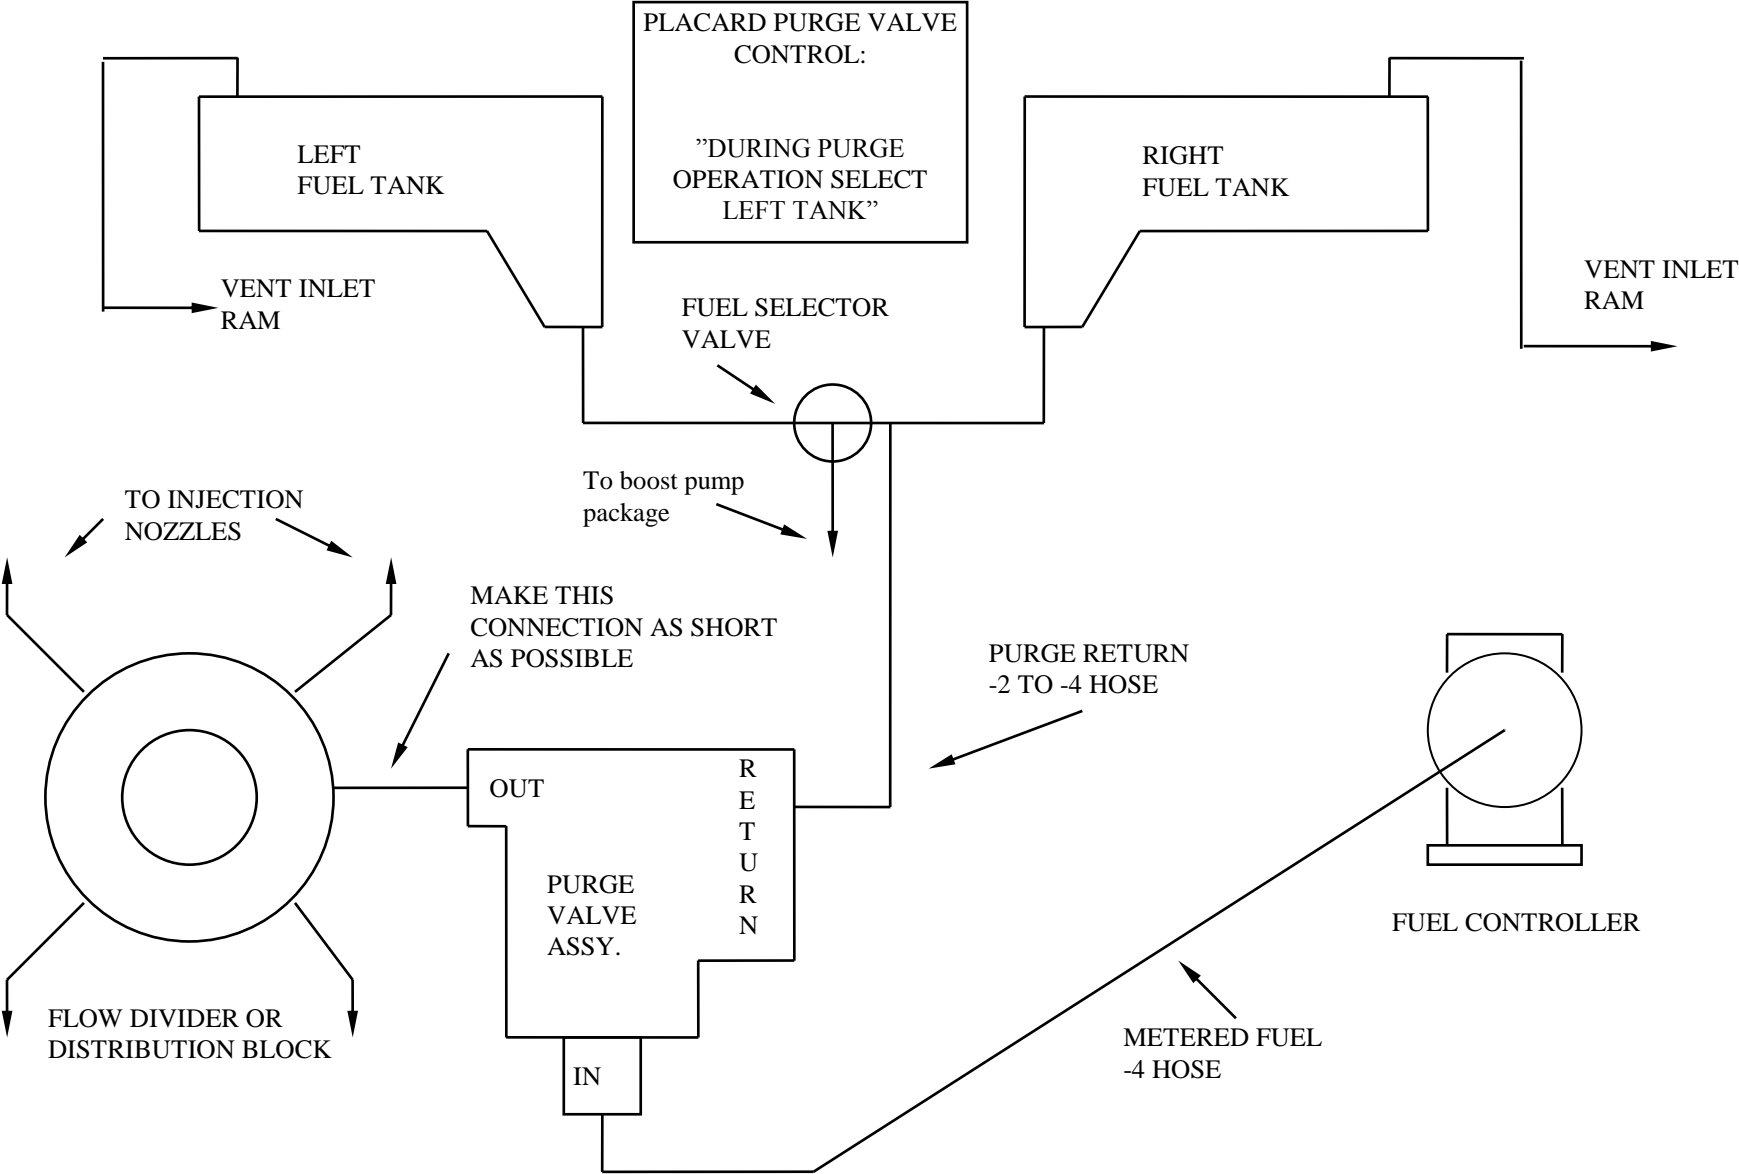 PLACARD PURGE VALVE
CONTROL:
”DURING PURGE
OPERATION SELECT
LEFT TANK”
LEFT
FUEL TANK
RIGHT
FUEL TANK
VENT INLET
RAM
FUEL SELECTOR
VALVE
VENT INLET
RAM
To boost pump
package
TO INJECTION
NOZZLES
MAKE THIS
CONNECTION AS SHORT
AS POSSIBLE
PURGE RETURN
-2 TO -4 HOSE
OUT
R
E
T
U
R
N
PURGE
VALVE
ASSY.
FUEL CONTROLLER
FLOW DIVIDER OR
DISTRIBUTION BLOCK
IN
METERED FUEL
-4 HOSE